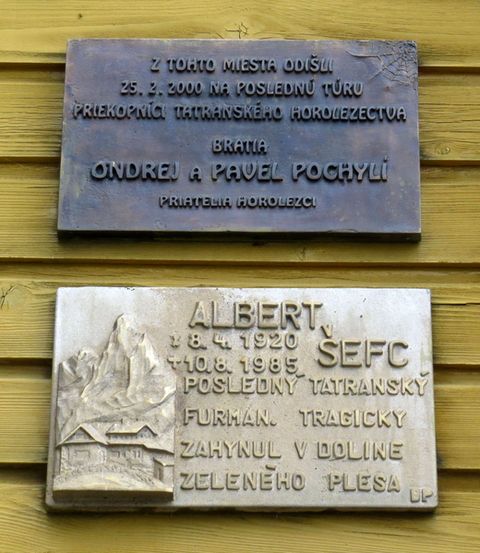 Z TOHTO MIESTA ODIŠLI
25. 2. 2000 NA POSLEDNÚ TÚRU
PRIEKOPNÍCI TATRANSKÉHO HOROLEZECTVA
BRATIA
ONDREJ A PAVEL POCHYLÍ
PRIATELIA HOROLEZCI
ALBERT
ŠEFC
* 8. 4. 1920
+ 10. 8. 1985
POSLEDNÝ TATRANSKÝ
FURMAN. TRAGICKY
ZAHYNUL V DOLINE
ZELENÉHO PLESA
BP